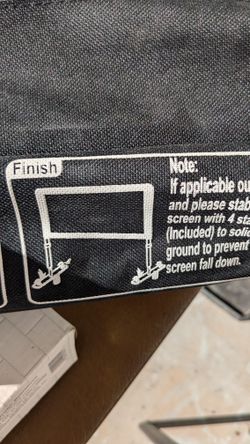 Finish
Note:
If applicable ou
and please stab
screen with 4 sta
(Included) to solid
ground to prevent
screen fall down.